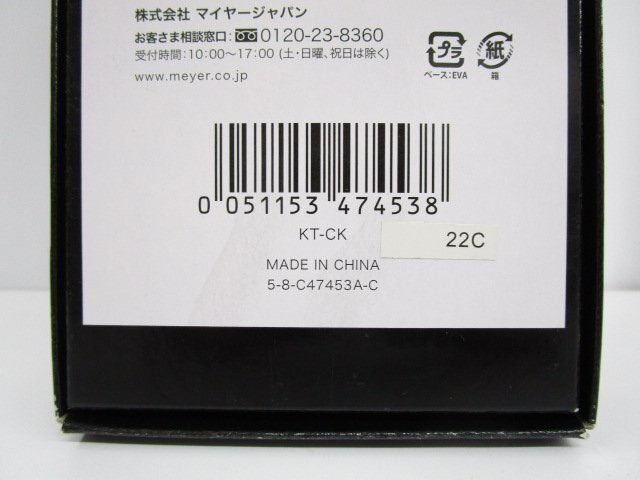 株式会社 マイヤージャパン
お客さま相談窓口:0120-23-8360
受付時間:10:00〜17:00 (土・日曜、祝日は除く)
www.meyer.co.jp
プラ
ベース:EVA
紙
箱
0 051153 474538
KT-CK
22C
MADE IN CHINA
5-8-C47453A-C